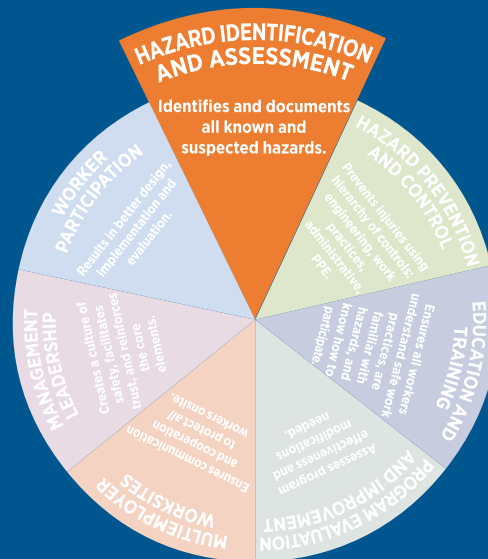 HAZARD IDENTIFICATION
AND ASSESSMENT
Identifies and documents
all known and
suspected hazards.
HAZARD PREVENTION
AND CONTROL
Prevents injuries using
hierarchy of controls:
engineering, work
practices,
administrative,
PPE.
EDUCATION AND
TRAINING
Ensures all workers
understand safe work
practices, are
familiar with
hazards, and
know how to
participate.
PROGRAM EVALUATION
AND IMPROVEMENT
Assesses program
effectiveness and
modifications
needed.
MULTIEMPLOYER
WORKSITES
Ensures communication
and cooperation
to protect all
workers onsite.
MANAGEMENT
LEADERSHIP
Creates a culture of
safety, facilitates
trust, and reinforces
the core
elements.
WORKER
PARTICIPATION
Results in better design,
implementation and
evaluation.